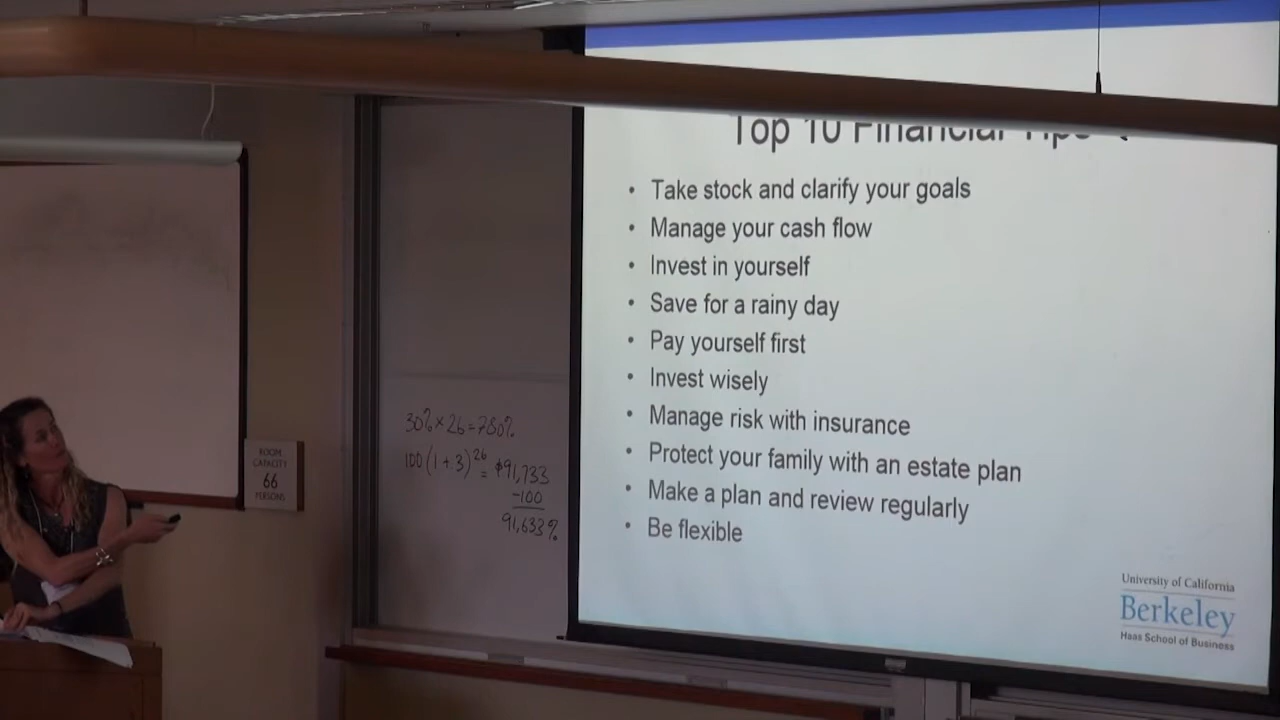 Top 10 Financial Tips
• Take stock and clarify your goals
• Manage your cash flow
• Invest in yourself
• Save for a rainy day
• Pay yourself first
• Invest wisely
• Manage risk with insurance
• Protect your family with an estate plan
• Make a plan and review regularly
• Be flexible
University of California
Berkeley
Haas School of Business
30% × 26 = 780%
100(1+.3)^26 = $91,733
-100
91,633%
ROOM
CAPACITY
66
PERSONS